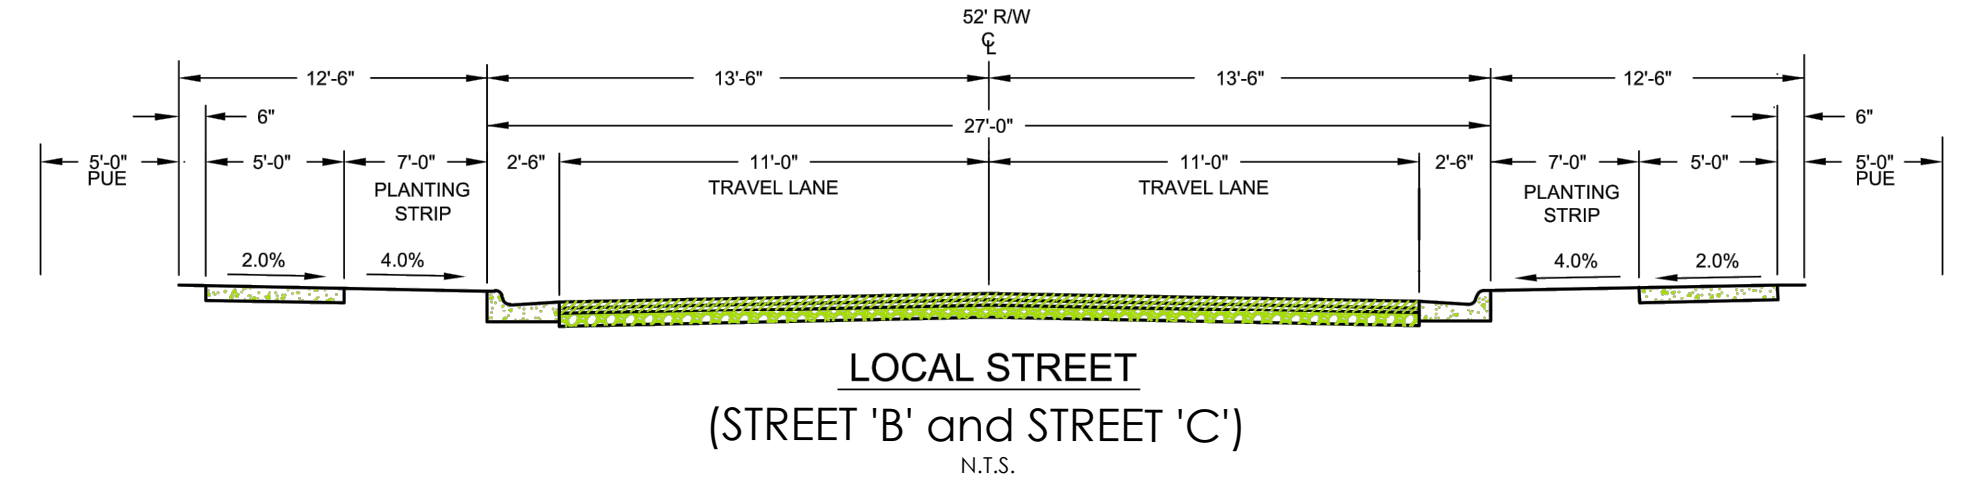 52' R/W
℄
12'-6" 13'-6" 13'-6" 12'-6"
6" 27'-0" 6"
5'-0" 5'-0" 7'-0" 2'-6" 11'-0" 11'-0" 2'-6" 7'-0" 5'-0" 5'-0"
PUE PLANTING TRAVEL LANE TRAVEL LANE PLANTING PUE
STRIP STRIP
2.0% 4.0% 4.0% 2.0%
LOCAL STREET
(STREET 'B' and STREET 'C')
N.T.S.